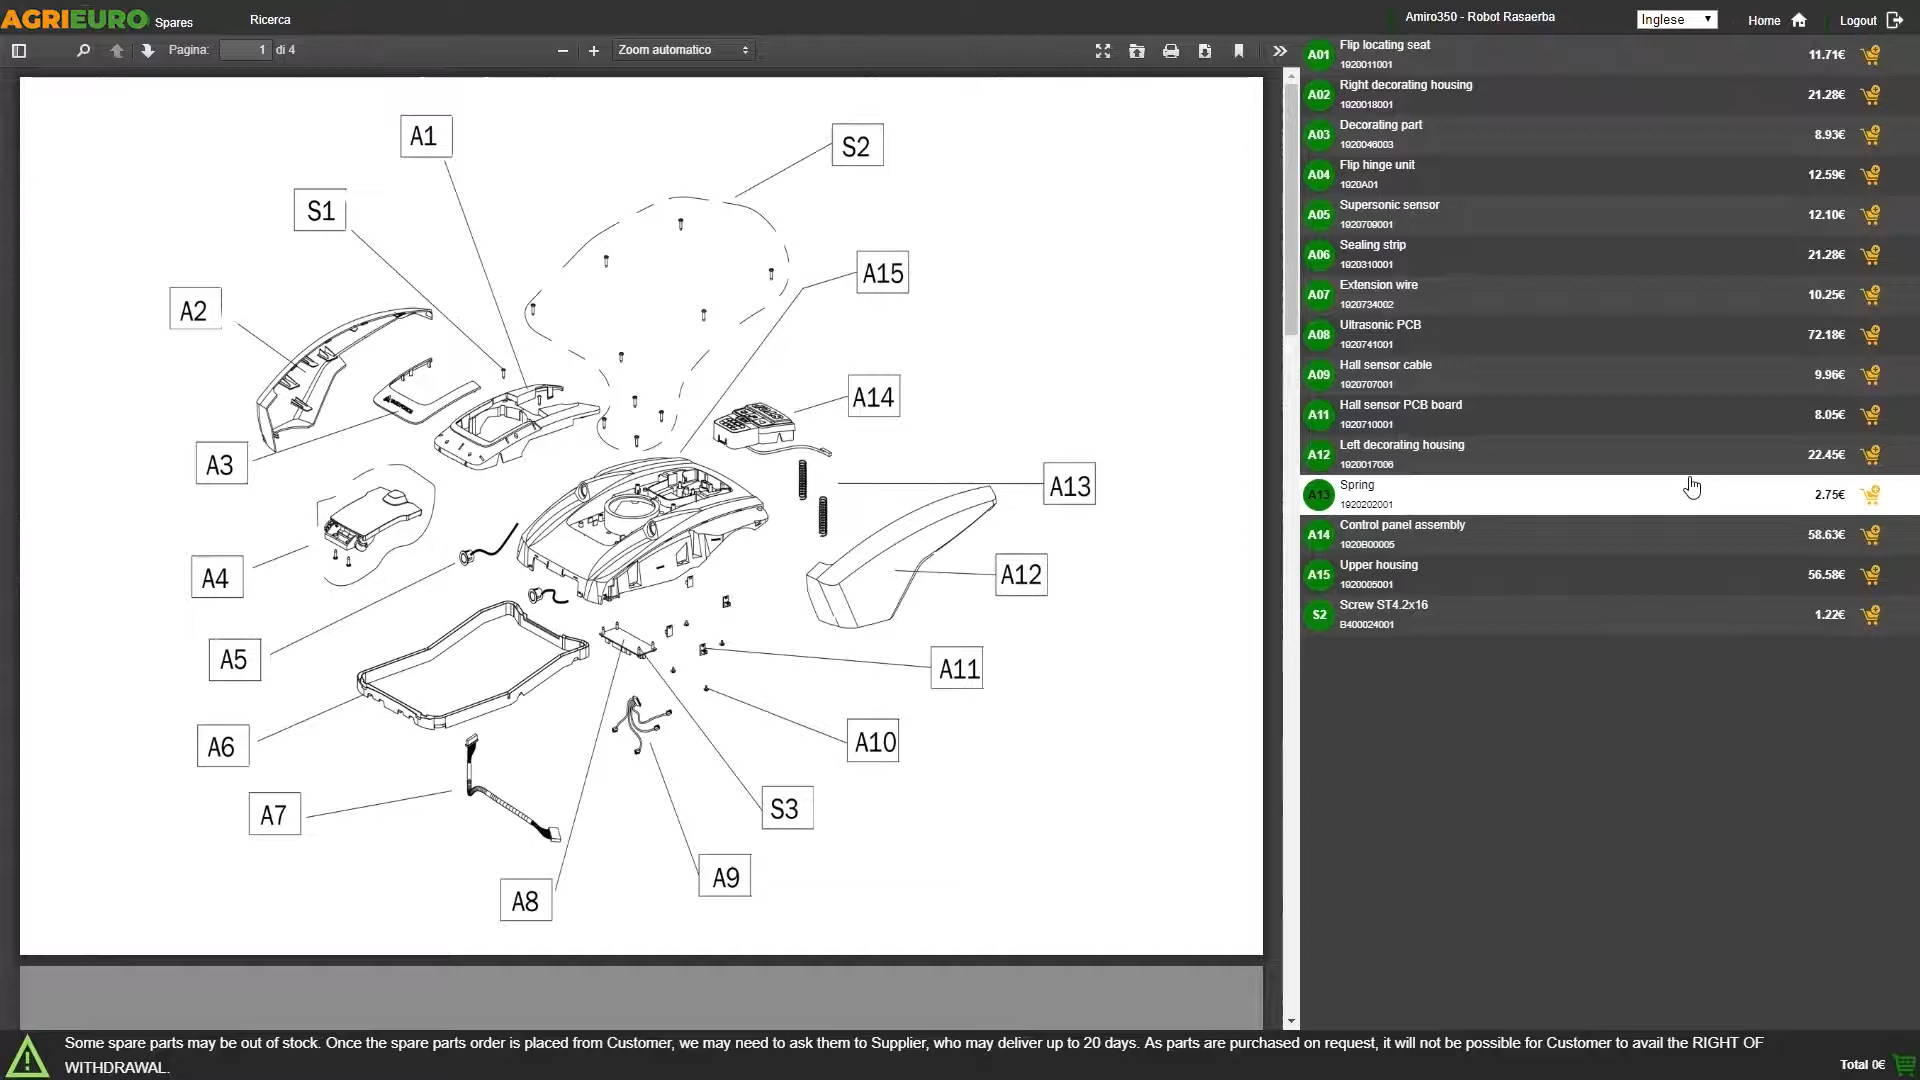 AGRIEURO Spares
Ricerca
Amiro350 - Robot Rasaerba
Inglese
Home
Logout
Pagina: 1 di 4
Zoom automatico
A1
S2
S1
A15
A2
A14
A3
A13
A4
A12
A5
A11
A6
A10
A7
S3
A9
A8
A01 Flip locating seat 11.71€
1920011001
A02 Right decorating housing 21.28€
1920018001
A03 Decorating part 8.93€
1920046003
A04 Flip hinge unit 12.59€
1920A01
A05 Supersonic sensor 12.10€
1920709001
A06 Sealing strip 21.28€
1920310001
A07 Extension wire 10.25€
1920734002
A08 Ultrasonic PCB 72.18€
1920741001
A09 Hall sensor cable 9.96€
1920707001
A11 Hall sensor PCB board 8.05€
1920710001
A12 Left decorating housing 22.45€
1920017006
A13 Spring 2.75€
1920202001
A14 Control panel assembly 58.63€
1920B00005
A15 Upper housing 56.58€
1920005001
S2 Screw ST4.2x16 1.22€
B400024001
Some spare parts may be out of stock. Once the spare parts order is placed from Customer, we may need to ask them to Supplier, who may deliver up to 20 days. As parts are purchased on request, it will not be possible for Customer to avail the RIGHT OF
WITHDRAWAL.
Total 0€